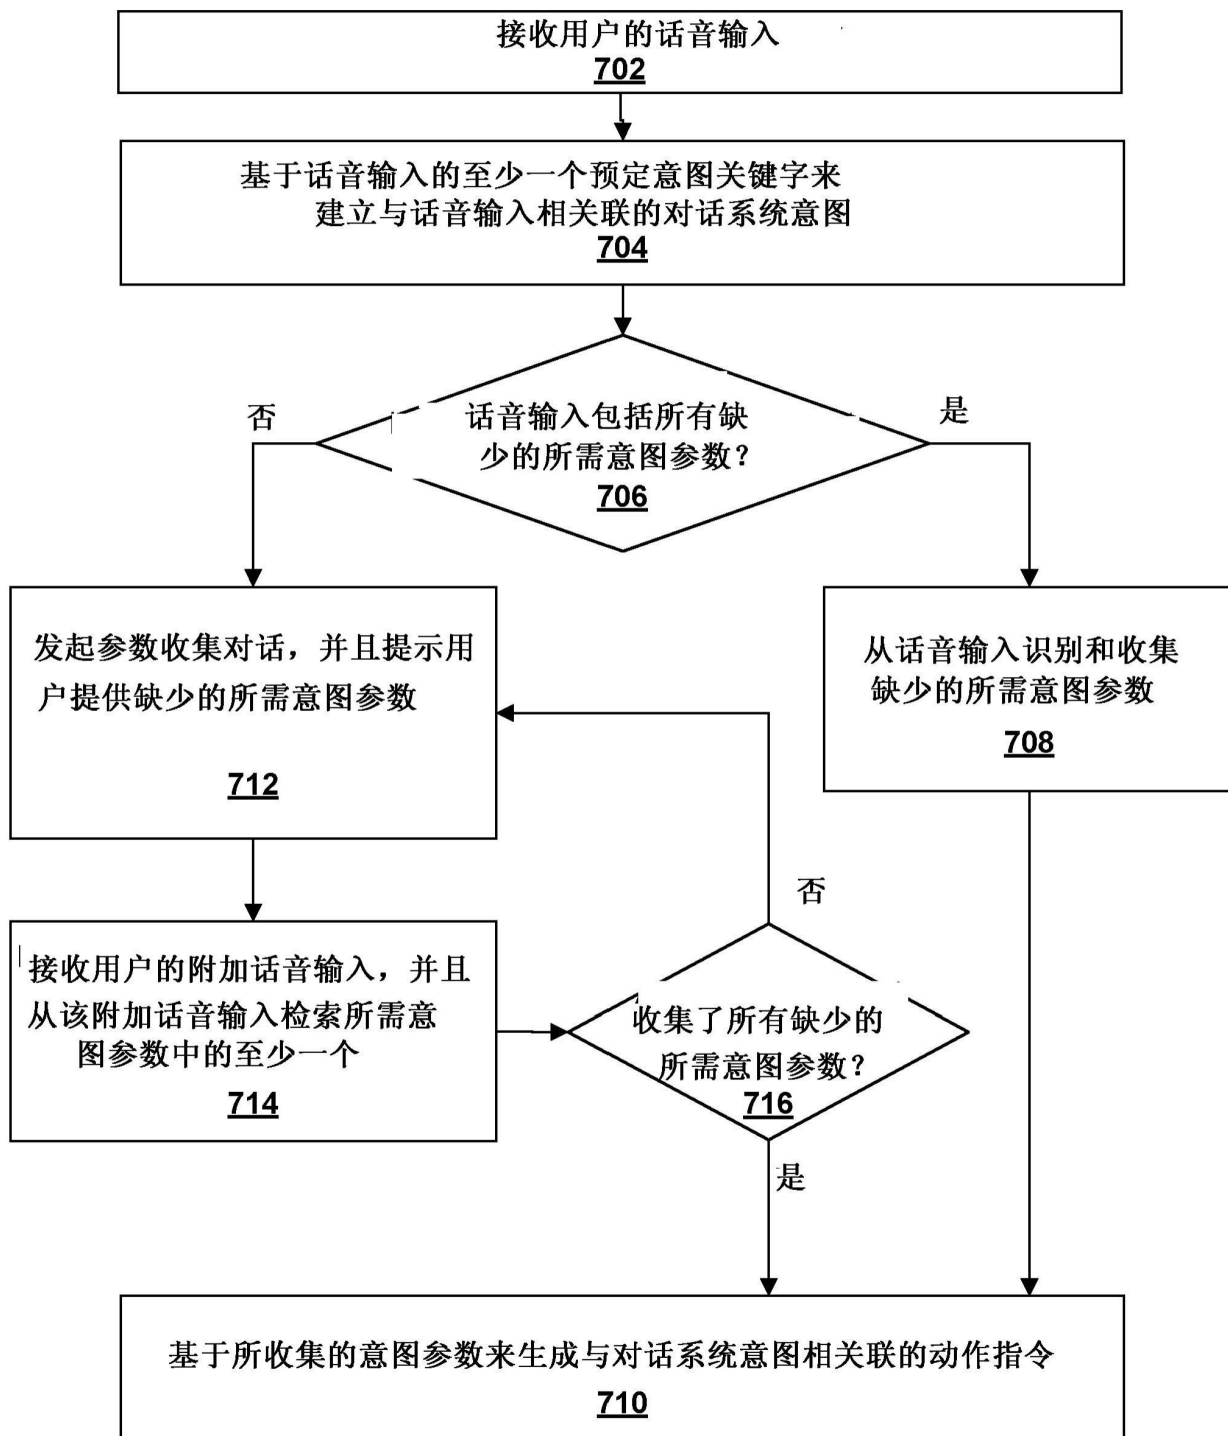 接收用户的话音输入
702
基于话音输入的至少一个预定意图关键字来
建立与话音输入相关联的对话系统意图
704
否
是
话音输入包括所有缺
少的所需意图参数？
706
发起参数收集对话，并且提示用
户提供缺少的所需意图参数
712
从话音输入识别和收集
缺少的所需意图参数
708
否
接收用户的附加话音输入，并且
从该附加话音输入检索所需意
图参数中的至少一个
714
收集了所有缺少的
所需意图参数？
716
是
基于所收集的意图参数来生成与对话系统意图相关联的动作指令
710